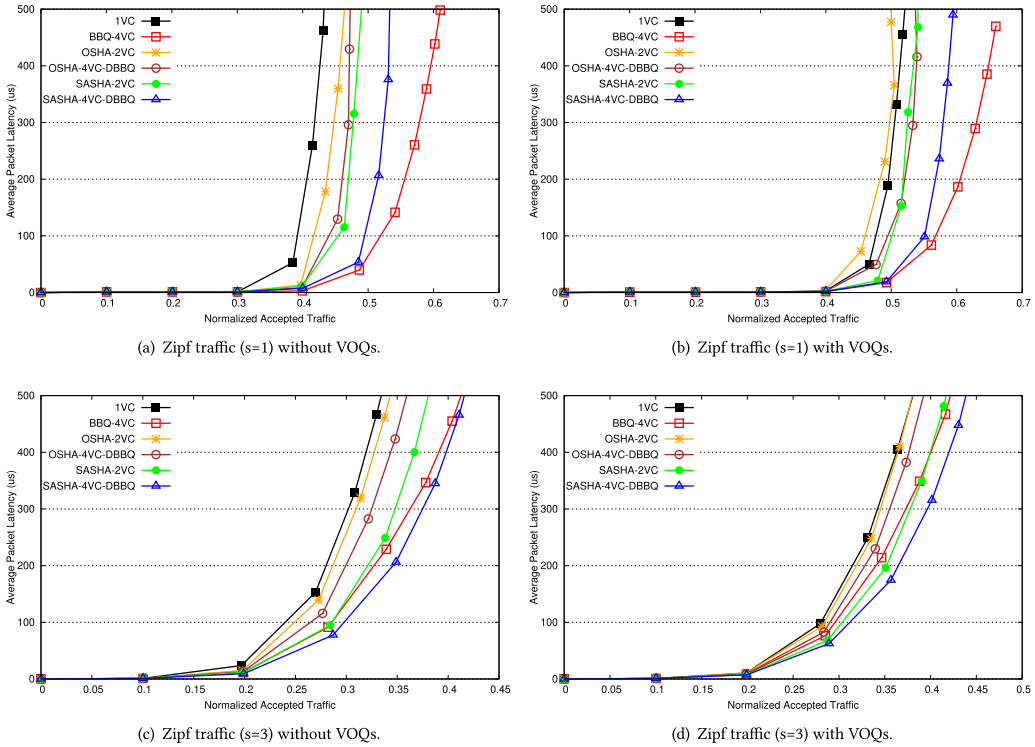 500
400
300
200
100
0
Average Packet Latency (us)
1VC
BBQ-4VC
OSHA-2VC
OSHA-4VC-DBBQ
SASHA-2VC
SASHA-4VC-DBBQ
0 0.1 0.2 0.3 0.4 0.5 0.6 0.7
Normalized Accepted Traffic
(a) Zipf traffic (s=1) without VOQs.
500
400
300
200
100
0
Average Packet Latency (us)
1VC
BBQ-4VC
OSHA-2VC
OSHA-4VC-DBBQ
SASHA-2VC
SASHA-4VC-DBBQ
0 0.1 0.2 0.3 0.4 0.5 0.6 0.7
Normalized Accepted Traffic
(b) Zipf traffic (s=1) with VOQs.
500
400
300
200
100
0
Average Packet Latency (us)
1VC
BBQ-4VC
OSHA-2VC
OSHA-4VC-DBBQ
SASHA-2VC
SASHA-4VC-DBBQ
0 0.05 0.1 0.15 0.2 0.25 0.3 0.35 0.4 0.45
Normalized Accepted Traffic
(c) Zipf traffic (s=3) without VOQs.
500
400
300
200
100
0
Average Packet Latency (us)
1VC
BBQ-4VC
OSHA-2VC
OSHA-4VC-DBBQ
SASHA-2VC
SASHA-4VC-DBBQ
0 0.05 0.1 0.15 0.2 0.25 0.3 0.35 0.4 0.45 0.5
Normalized Accepted Traffic
(d) Zipf traffic (s=3) with VOQs.